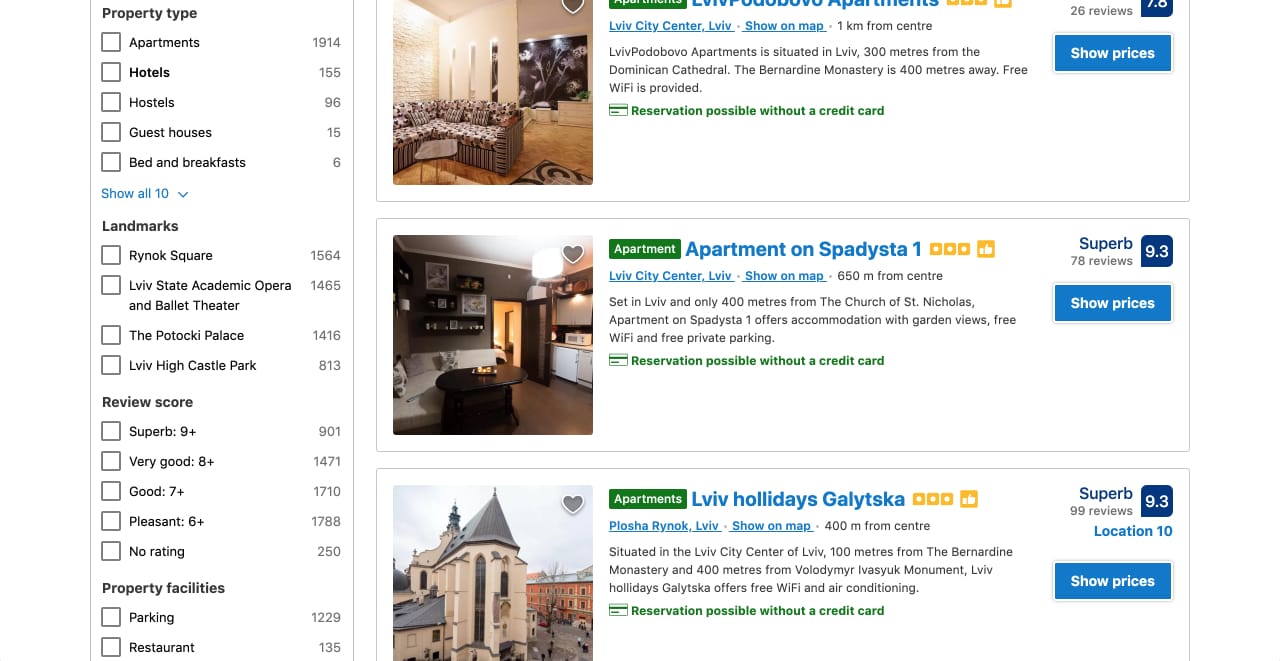 Property type
Apartments 1914
Hotels 155
Hostels 96
Guest houses 15
Bed and breakfasts 6
Show all 10
Landmarks
Rynok Square 1564
Lviv State Academic Opera 1465
and Ballet Theater
The Potocki Palace 1416
Lviv High Castle Park 813
Review score
Superb: 9+ 901
Very good: 8+ 1471
Good: 7+ 1710
Pleasant: 6+ 1788
No rating 250
Property facilities
Parking 1229
Restaurant 135
Apartments LvivPodobovo Apartments
7.8
26 reviews
Lviv City Center, Lviv · Show on map · 1 km from centre
LvivPodobovo Apartments is situated in Lviv, 300 metres from the
Dominican Cathedral. The Bernardine Monastery is 400 metres away. Free
WiFi is provided.
Reservation possible without a credit card
Show prices
Apartment Apartment on Spadysta 1
Superb 9.3
78 reviews
Lviv City Center, Lviv · Show on map · 650 m from centre
Set in Lviv and only 400 metres from The Church of St. Nicholas,
Apartment on Spadysta 1 offers accommodation with garden views, free
WiFi and free private parking.
Reservation possible without a credit card
Show prices
Apartments Lviv hollidays Galytska
Superb 9.3
99 reviews
Location 10
Plosha Rynok, Lviv · Show on map · 400 m from centre
Situated in the Lviv City Center of Lviv, 100 metres from The Bernardine
Monastery and 400 metres from Volodymyr Ivasyuk Monument, Lviv
hollidays Galytska offers free WiFi and air conditioning.
Reservation possible without a credit card
Show prices